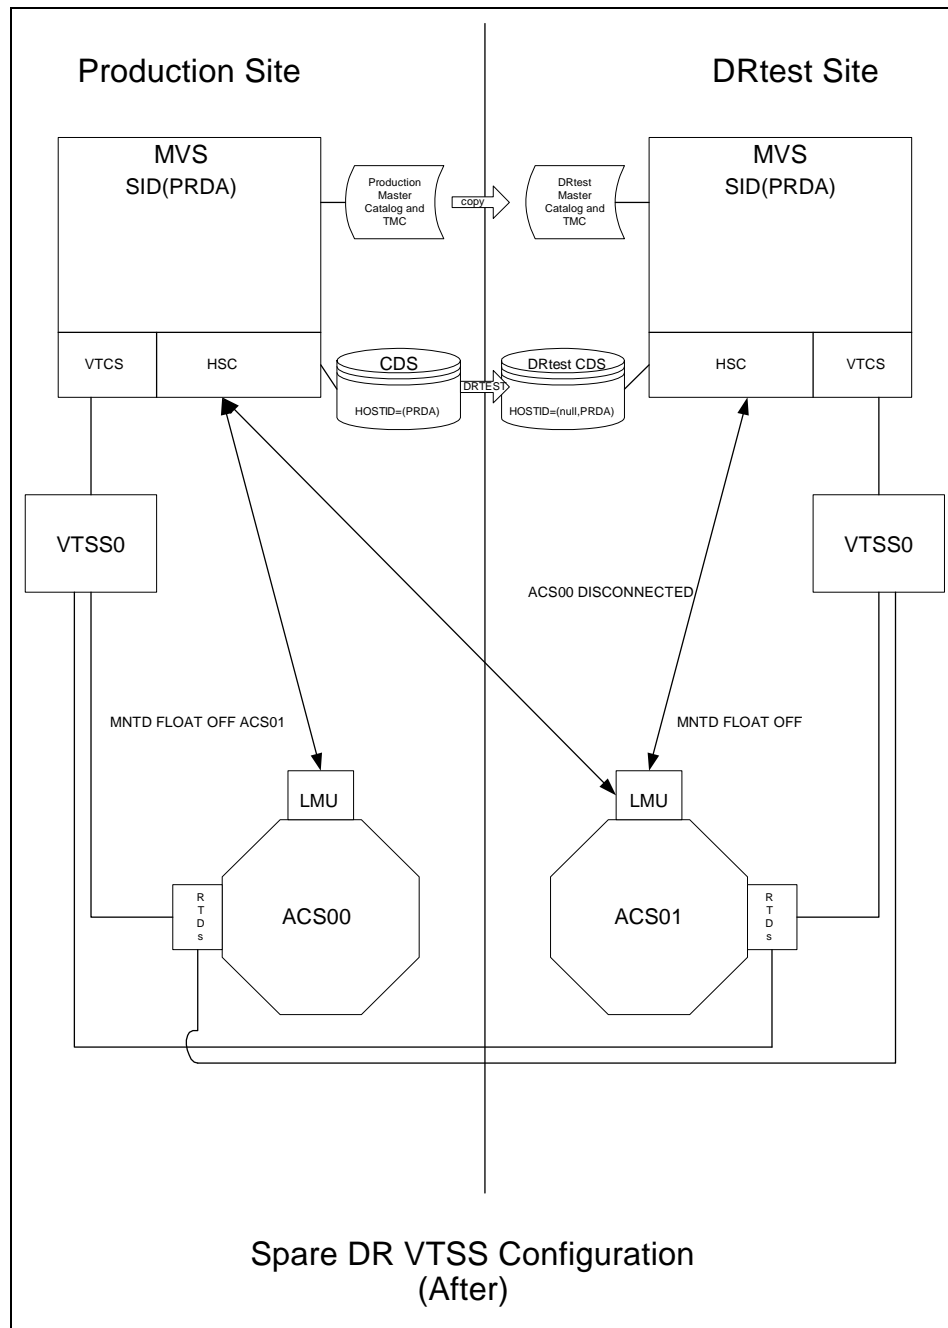 Production Site
DRtest Site
MVS
SID(PRDA)
Production
Master
Catalog and
TMC
copy
DRtest
Master
Catalog and
TMC
MVS
SID(PRDA)
VTCS
HSC
CDS
HOSTID=(PRDA)
DRTEST
DRtest CDS
HOSTID=(null,PRDA)
HSC
VTCS
VTSS0
VTSS0
ACS00 DISCONNECTED
MNTD FLOAT OFF ACS01
MNTD FLOAT OFF
LMU
LMU
R
T
D
s
ACS00
ACS01
R
T
D
s
Spare DR VTSS Configuration
(After)